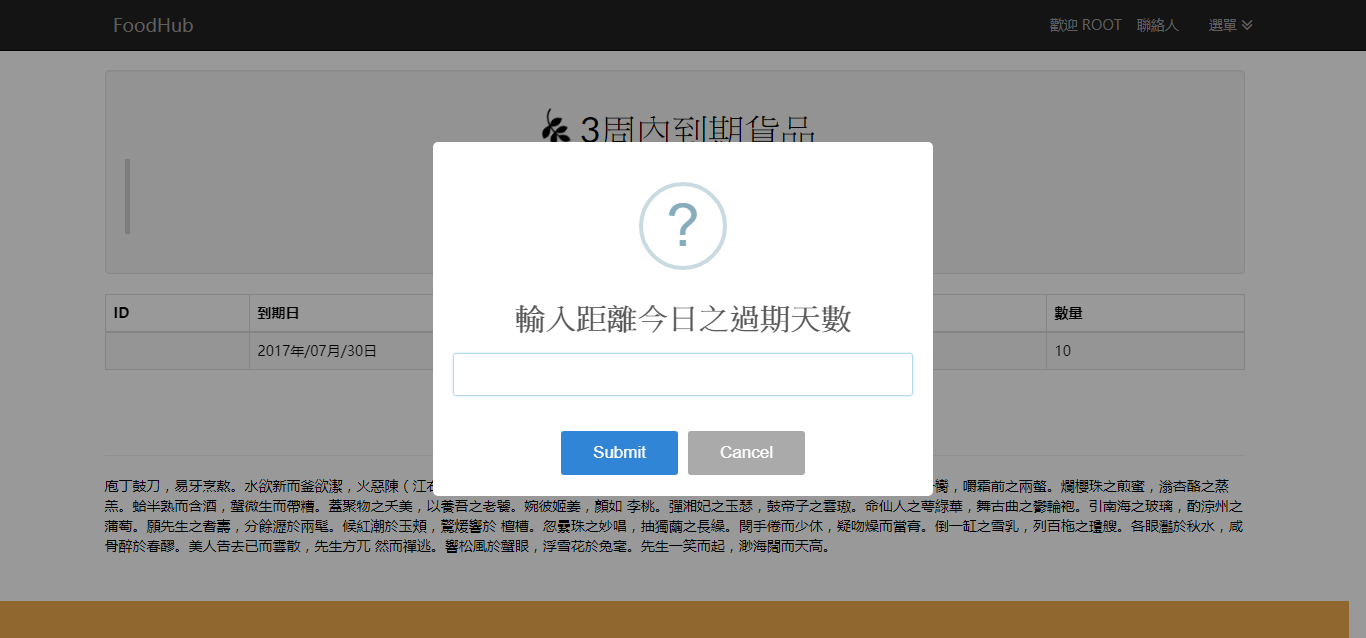 FoodHub
歡迎 ROOT 聯絡人 選單
3周內到期貨品
?
輸入距離今日之過期天數
Submit Cancel
ID 到期日 數量
2017年/07月/30日 10
庖丁鼓刀，易牙烹熬。水欲新而釜欲潔，火惡陳（江右
，嚼霜前之兩螯。爛櫻珠之煎蜜，滃杏酪之蒸
羔。蛤半熟而含酒，蟹微生而帶糟。蓋聚物之夭美，以養吾之老饕。婉彼姬姜，顏如 李桃。彈湘妃之玉瑟，鼓帝子之雲璈。命仙人之萼綠華，舞古曲之鬱輪袍。引南海之玻璃，酌涼州之
蒲萄。願先生之耆壽，分餘瀝於兩髦。候紅潮於玉頰，驚煖響於 檀槽。忽纍珠之妙唱，抽獨繭之長繰。閔手倦而少休，疑吻燥而當膏。倒一缸之雪乳，列百柂之瓊艘。各眼灩於秋水，咸
骨醉於春醪。美人告去已而雲散，先生方兀 然而禪逃。響松風於蟹眼，浮雪花於兔毫。先生一笑而起，渺海闊而天高。